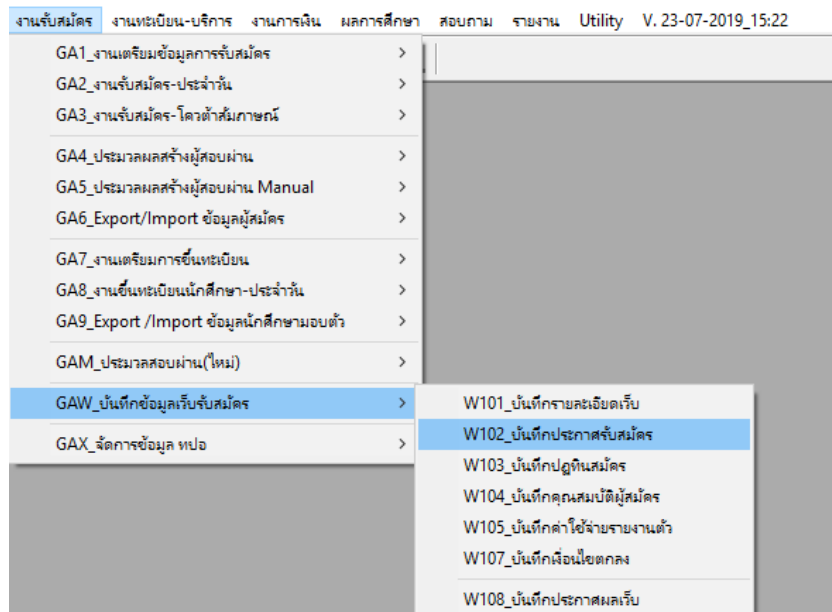 งานรับสมัคร งานทะเบียน-บริการ งานการเงิน ผลการศึกษา สอบถาม รายงาน Utility V. 23-07-2019_15:22
GA1_งานเตรียมข้อมูลการรับสมัคร >
GA2_งานรับสมัคร-ประจำวัน >
GA3_งานรับสมัคร-โควต้าสัมภาษณ์ >
GA4_ประมวลผลสร้างผู้สอบผ่าน >
GA5_ประมวลผลสร้างผู้สอบผ่าน Manual >
GA6_Export/Import ข้อมูลผู้สมัคร >
GA7_งานเตรียมการขึ้นทะเบียน >
GA8_งานขึ้นทะเบียนนักศึกษา-ประจำวัน >
GA9_Export /Import ข้อมูลนักศึกษามอบตัว >
GAM_ประมวลสอบผ่าน(ใหม่) >
GAW_บันทึกข้อมูลเว็บรับสมัคร >
GAX_จัดการข้อมูล ทปอ >
W101_บันทึกรายละเอียดเว็บ
W102_บันทึกประกาศรับสมัคร
W103_บันทึกปฏทินสมัคร
W104_บันทึกคุณสมบัติผู้สมัคร
W105_บันทึกค่าใช้จ่ายรายงานตัว
W107_บันทึกเงื่อนไขตกลง
W108_บันทึกประกาศผลเว็บ